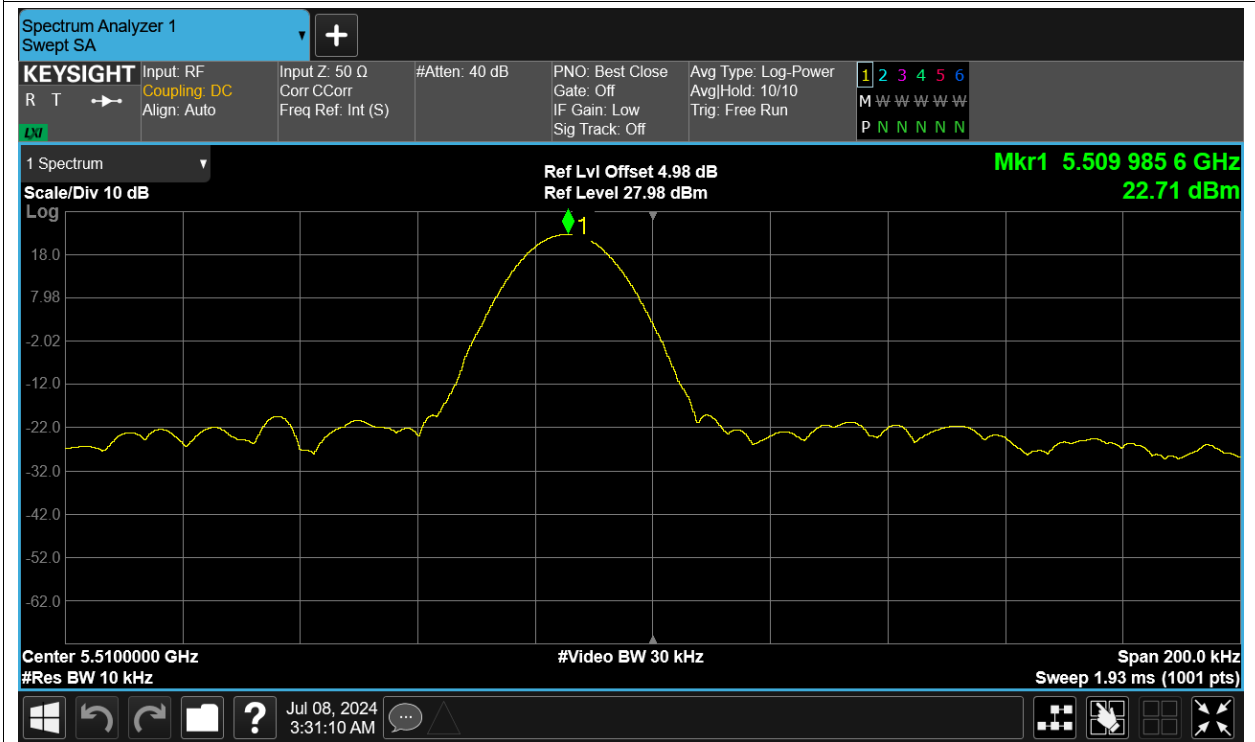 Spectrum Analyzer 1
Swept SA
+
KEYSIGHT
R T
LXI
Input: RF
Coupling: DC
Align: Auto
Input Z: 50 Ω
Corr CCorr
Freq Ref: Int (S)
#Atten: 40 dB
PNO: Best Close
Gate: Off
IF Gain: Low
Sig Track: Off
Avg Type: Log-Power
Avg|Hold: 10/10
Trig: Free Run
1 2 3 4 5 6
M W W W W W
P N N N N N
1 Spectrum
Scale/Div 10 dB
Log
Ref Lvl Offset 4.98 dB
Ref Level 27.98 dBm
Mkr1 5.509 985 6 GHz
22.71 dBm
1
18.0
7.98
-2.02
-12.0
-22.0
-32.0
-42.0
-52.0
-62.0
Center 5.5100000 GHz
#Res BW 10 kHz
#Video BW 30 kHz
Span 200.0 kHz
Sweep 1.93 ms (1001 pts)
?
Jul 08, 2024
3:31:10 AM